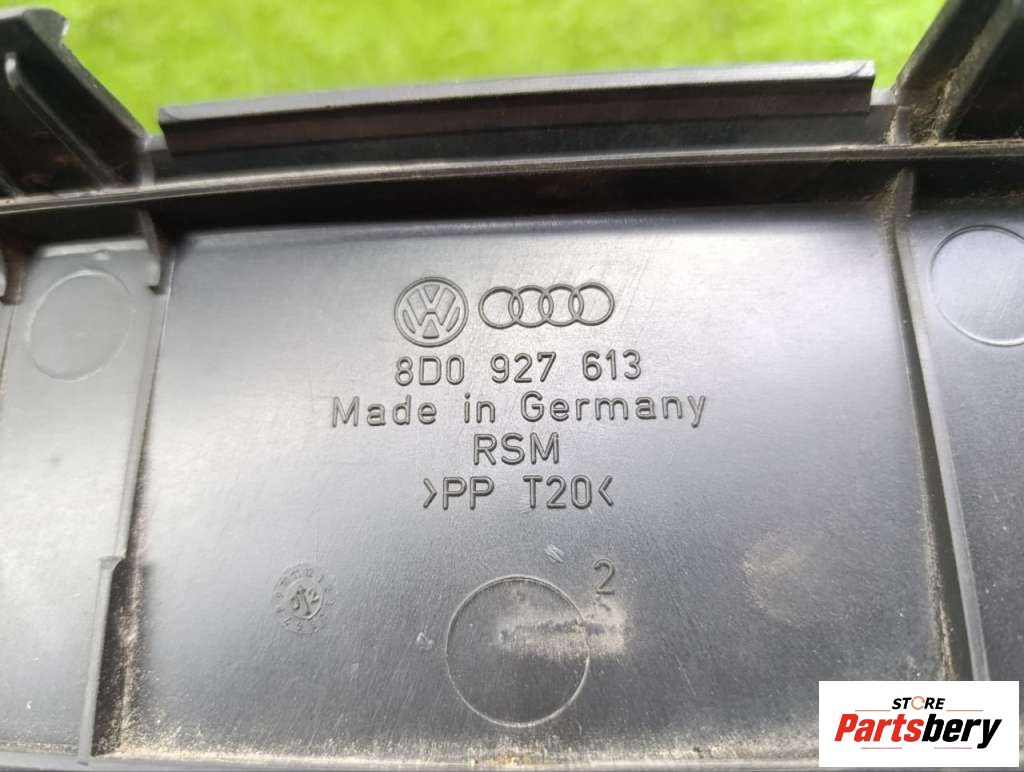 8D0 927 613
Made in Germany
RSM
>PP T20<
2
STORE
Partsbery